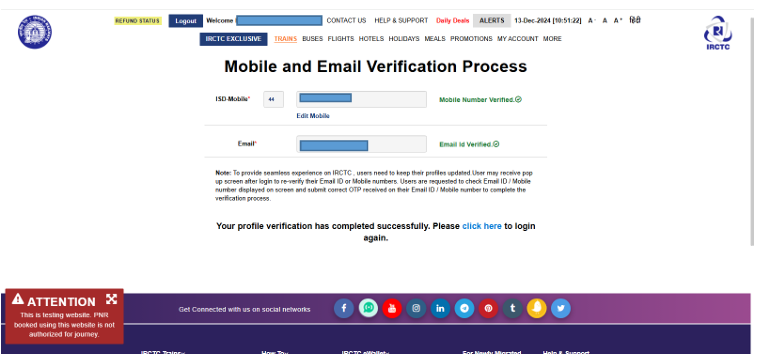 REFUND STATUS Logout Welcome CONTACT US HELP & SUPPORT Daily Deals ALERTS 13-Dec-2024 [10:51:22] A- A A+ हिंदी
IRCTC EXCLUSIVE TRAINS BUSES FLIGHTS HOTELS HOLIDAYS MEALS PROMOTIONS MY ACCOUNT MORE
IRCTC
Mobile and Email Verification Process
ISD-Mobile* 44 Mobile Number Verified.
Edit Mobile
Email* Email Id Verified.
Note: To provide seamless experience on IRCTC , users need to keep their profiles updated.User may receive pop
up screen after login to re-verify their Email ID or Mobile numbers. Users are requested to check Email ID / Mobile
number displayed on screen and submit correct OTP received on their Email ID / Mobile number to complete the
verification process.
Your profile verification has completed successfully. Please click here to login
again.
ATTENTION
This is testing website. PNR
booked using this website is not
authorized for journey.
Get Connected with us on social networks
IRCTC Trains How To IRCTC eWallet For Newly Migrated Help & Support